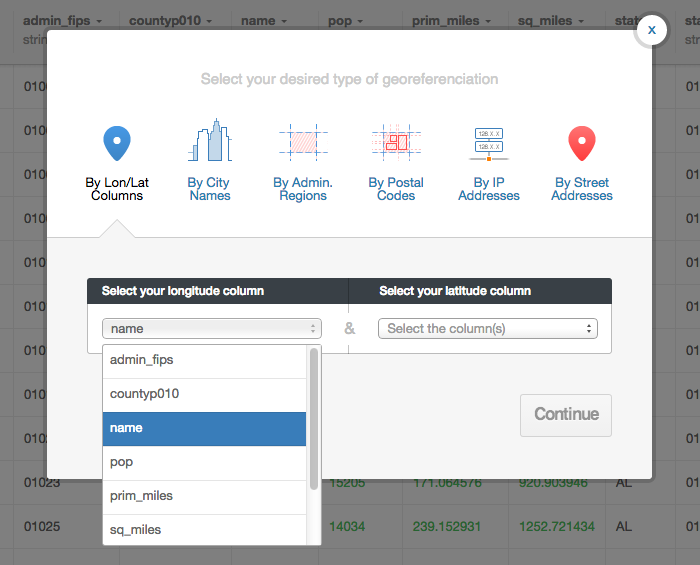 admin_fips countyp010 name pop prim_miles sq_miles stat
strin
x
Select your desired type of georeferenciation
128.X.X
128.X.X
By Lon/Lat
Columns
By City
Names
By Admin.
Regions
By Postal
Codes
By IP
Addresses
By Street
Addresses
Select your longitude column
Select your latitude column
name
&
Select the column(s)
admin_fips
countyp010
name
pop
prim_miles
sq_miles
Continue
01023 15205 171.064576 920.903946 AL 01
01025 14034 239.152931 1252.721434 AL 01